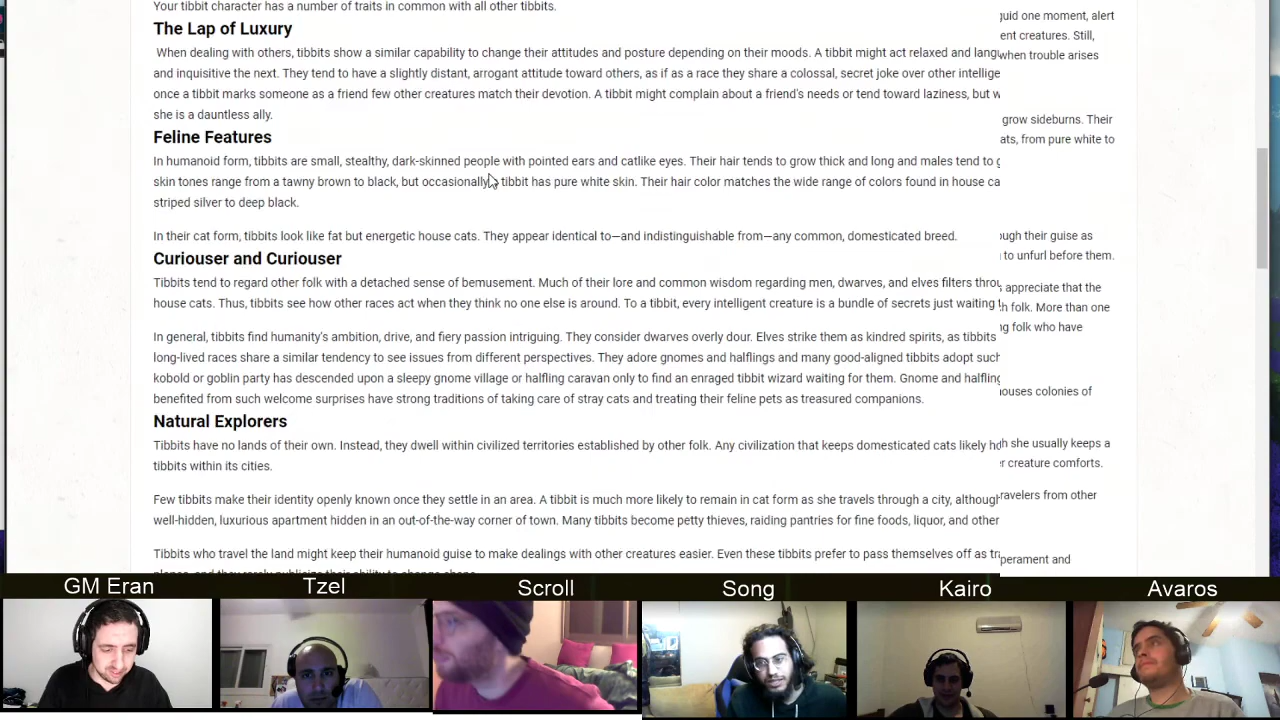 Your tibbit character has a number of traits in common with all other tibbits.
The Lap of Luxury
When dealing with others, tibbits show a similar capability to change their attitudes and posture depending on their moods. A tibbit might act relaxed and lang
and inquisitive the next. They tend to have a slightly distant, arrogant attitude toward others, as if as a race they share a colossal, secret joke over other intellige
once a tibbit marks someone as a friend few other creatures match their devotion. A tibbit might complain about a friend's needs or tend toward laziness, but w
she is a dauntless ally.
Feline Features
In humanoid form, tibbits are small, stealthy, dark-skinned people with pointed ears and catlike eyes. Their hair tends to grow thick and long and males tend to g
skin tones range from a tawny brown to black, but occasionally tibbit has pure white skin. Their hair color matches the wide range of colors found in house ca
striped silver to deep black.
In their cat form, tibbits look like fat but energetic house cats. They appear identical to—and indistinguishable from—any common, domesticated breed.
Curiouser and Curiouser
Tibbits tend to regard other folk with a detached sense of bemusement. Much of their lore and common wisdom regarding men, dwarves, and elves filters throu
house cats. Thus, tibbits see how other races act when they think no one else is around. To a tibbit, every intelligent creature is a bundle of secrets just waiting
In general, tibbits find humanity's ambition, drive, and fiery passion intriguing. They consider dwarves overly dour. Elves strike them as kindred spirits, as tibbits
long-lived races share a similar tendency to see issues from different perspectives. They adore gnomes and halflings and many good-aligned tibbits adopt such
kobold or goblin party has descended upon a sleepy gnome village or halfling caravan only to find an enraged tibbit wizard waiting for them. Gnome and halfling
benefited from such welcome surprises have strong traditions of taking care of stray cats and treating their feline pets as treasured companions.
Natural Explorers
Tibbits have no lands of their own. Instead, they dwell within civilized territories established by other folk. Any civilization that keeps domesticated cats likely ho
tibbits within its cities.
Few tibbits make their identity openly known once they settle in an area. A tibbit is much more likely to remain in cat form as she travels through a city, although
well-hidden, luxurious apartment hidden in an out-of-the-way corner of town. Many tibbits become petty thieves, raiding pantries for fine foods, liquor, and other
Tibbits who travel the land might keep their humanoid guise to make dealings with other creatures easier. Even these tibbits prefer to pass themselves off as tra
planes, and they rarely publicize their ability to change shape.
guid one moment, alert
ent creatures. Still,
when trouble arises
grow sideburns. Their
ats, from pure white to
ough their guise as
to unfurl before them.
appreciate that the
h folk. More than one
ng folk who have
ouses colonies of
h she usually keeps a
r creature comforts.
ravelers from other
perament and
GM Eran
Tzel
Scroll
Song
Kairo
Avaros